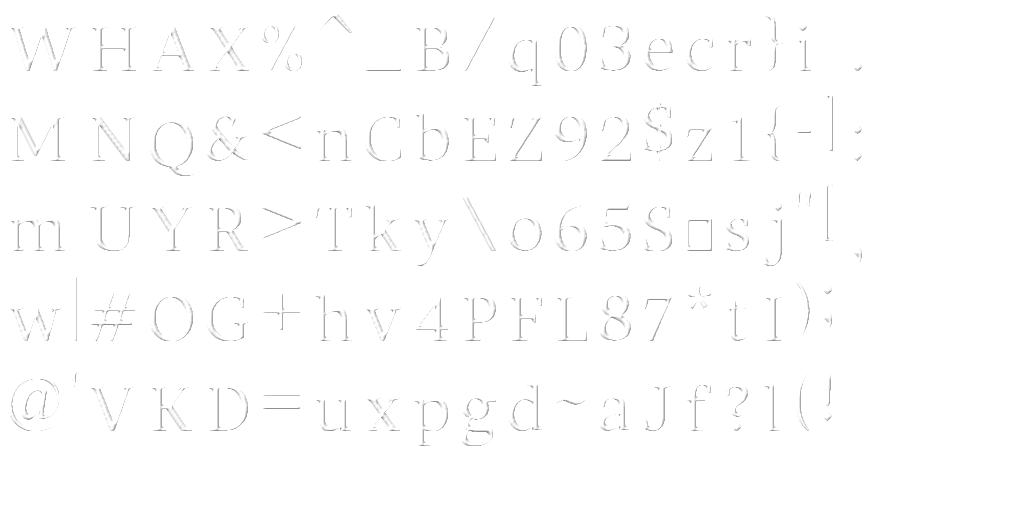 W H A X % ^ _ B / q 0 3 e c r } i .
M N Q & < n C b E Z 9 2 $ z 1 { - ] :
m U Y R > T k y \ o 6 5 S □ s j " [ ,
w | # O G + h v 4 P F L 8 7 * t I ) ;
@ ' V K D = u x p g d ~ a J f ? l ( !